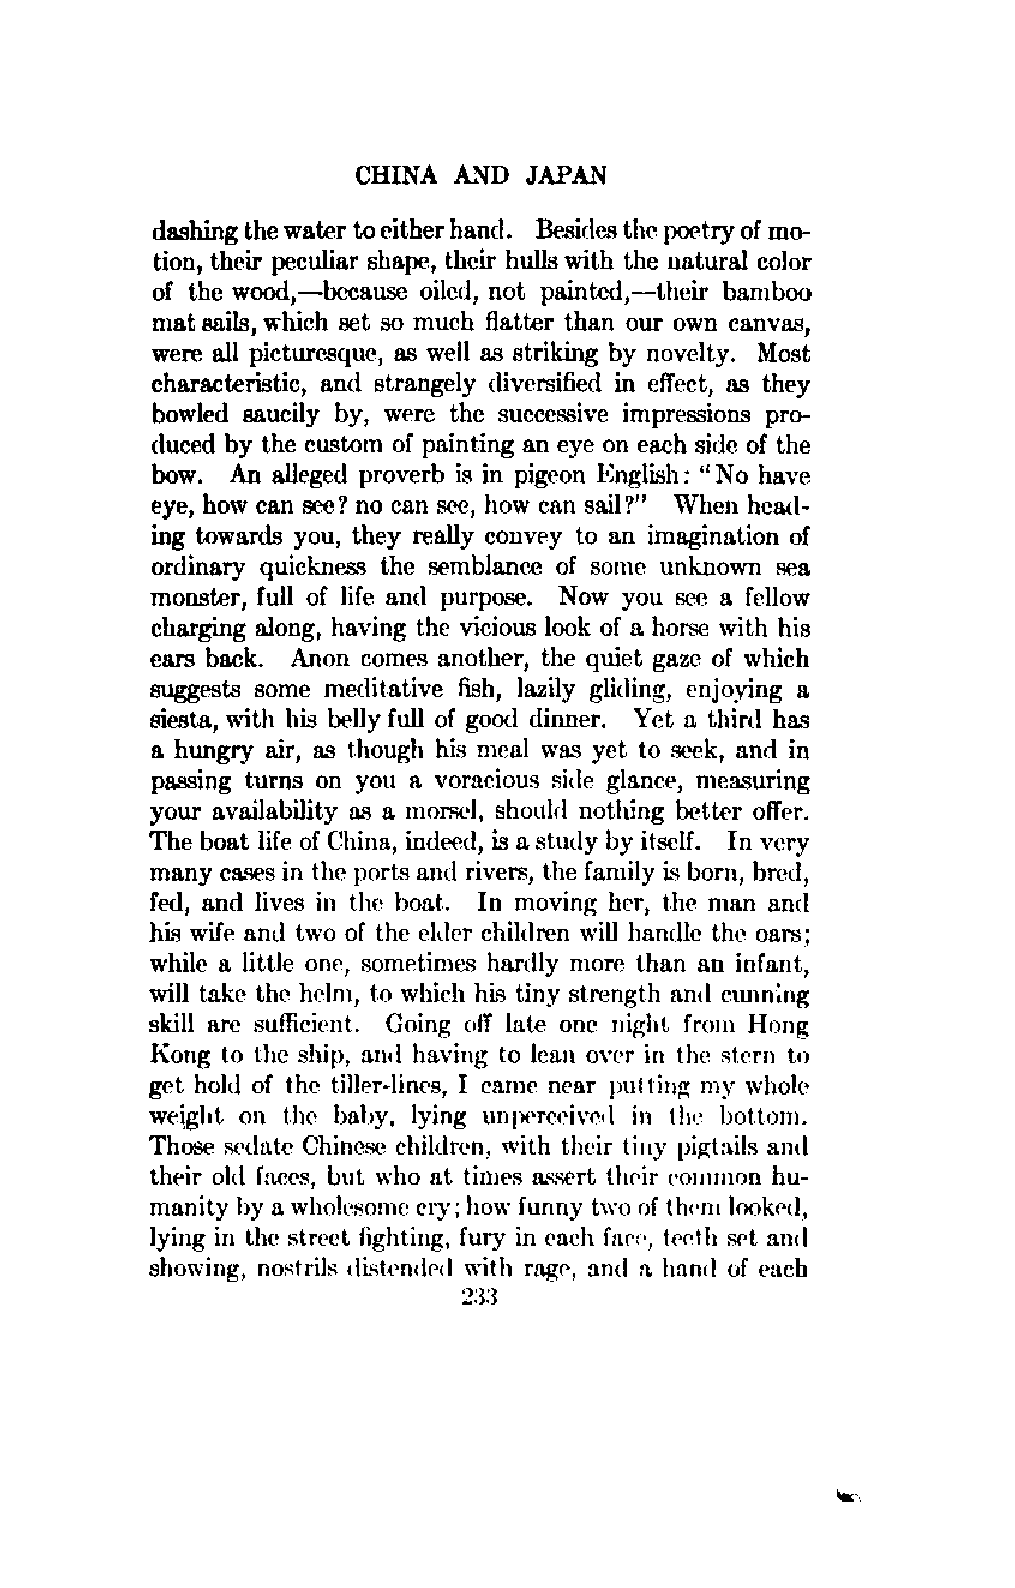 CHINA AND JAPAN
dashing the water to either hand. Besides the poetry of mo-
tion, their peculiar shape, their hulls with the natural color
of the wood,—because oiled, not painted,—their bamboo
mat sails, which set so much flatter than our own canvas,
were all picturesque, as well as striking by novelty. Most
characteristic, and strangely diversified in effect, as they
bowled saucily by, were the successive impressions pro-
duced by the custom of painting an eye on each side of the
bow. An alleged proverb is in pigeon English: “No have
eye, how can see? no can see, how can sail?” When head-
ing towards you, they really convey to an imagination of
ordinary quickness the semblance of some unknown sea
monster, full of life and purpose. Now you see a fellow
charging along, having the vicious look of a horse with his
ears back. Anon comes another, the quiet gaze of which
suggests some meditative fish, lazily gliding, enjoying a
siesta, with his belly full of good dinner. Yet a third has
a hungry air, as though his meal was yet to seek, and in
passing turns on you a voracious side glance, measuring
your availability as a morsel, should nothing better offer.
The boat life of China, indeed, is a study by itself. In very
many cases in the ports and rivers, the family is born, bred,
fed, and lives in the boat. In moving her, the man and
his wife and two of the elder children will handle the oars;
while a little one, sometimes hardly more than an infant,
will take the helm, to which his tiny strength and cunning
skill are sufficient. Going off late one night from Hong
Kong to the ship, and having to lean over in the stern to
get hold of the tiller-lines, I came near putting my whole
weight on the baby, lying unperceived in the bottom.
Those sedate Chinese children, with their tiny pigtails and
their old faces, but who at times assert their common hu-
manity by a wholesome cry; how funny two of them looked,
lying in the street fighting, fury in each face, teeth set and
showing, nostrils distended with rage, and a hand of each
233